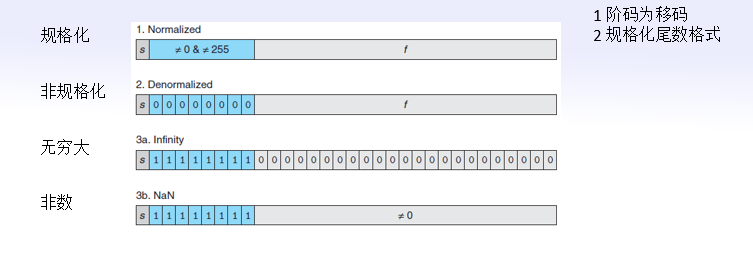 1 阶码为移码
2 规格化尾数格式
规格化
1. Normalized
s ≠ 0 & ≠ 255 f
非规格化
2. Denormalized
s 0 0 0 0 0 0 0 0 f
无穷大
3a. Infinity
s 1 1 1 1 1 1 1 1 0 0 0 0 0 0 0 0 0 0 0 0 0 0 0 0 0 0 0 0 0 0 0
非数
3b. NaN
s 1 1 1 1 1 1 1 1 ≠ 0